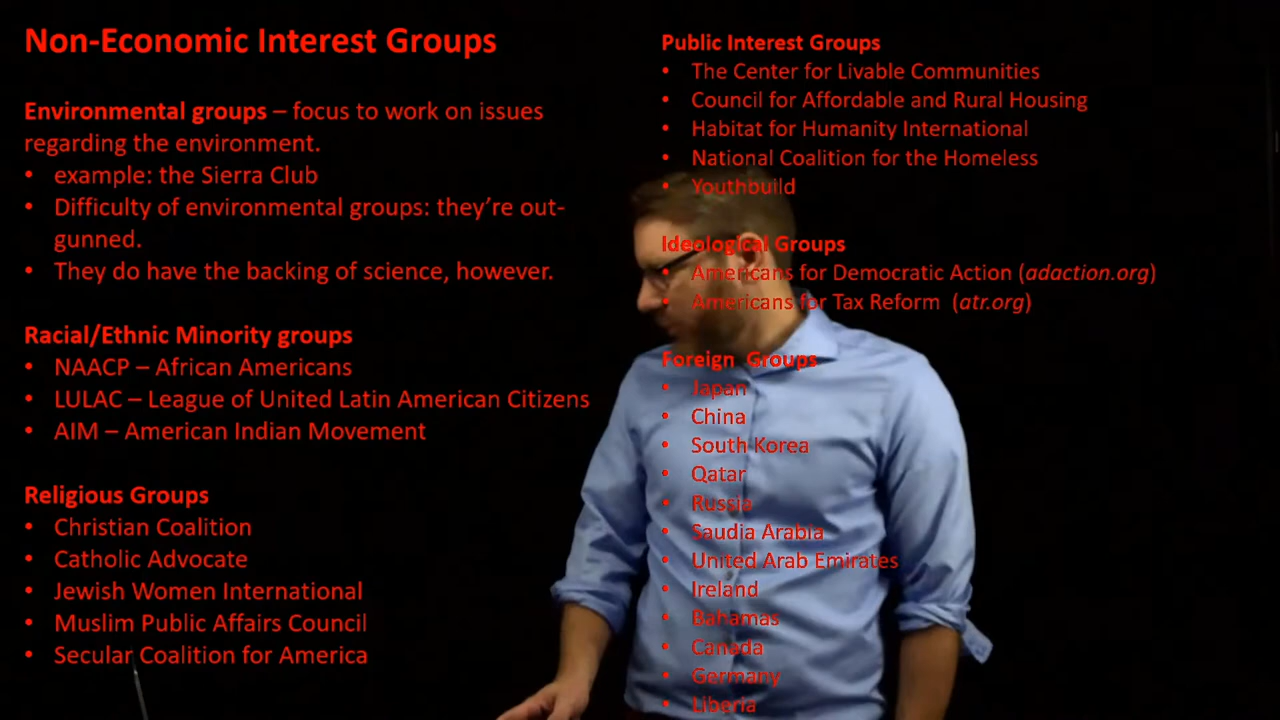 Non-Economic Interest Groups
Environmental groups – focus to work on issues
regarding the environment.
• example: the Sierra Club
• Difficulty of environmental groups: they’re out-
gunned.
• They do have the backing of science, however.
Racial/Ethnic Minority groups
• NAACP – African Americans
• LULAC – League of United Latin American Citizens
• AIM – American Indian Movement
Religious Groups
• Christian Coalition
• Catholic Advocate
• Jewish Women International
• Muslim Public Affairs Council
• Secular Coalition for America
Public Interest Groups
• The Center for Livable Communities
• Council for Affordable and Rural Housing
• Habitat for Humanity International
• National Coalition for the Homeless
• Youthbuild
Ideological Groups
• Americans for Democratic Action (adaction.org)
• Americans for Tax Reform (atr.org)
Foreign Groups
• Japan
• China
• South Korea
• Qatar
• Russia
• Saudia Arabia
• United Arab Emirates
• Ireland
• Bahamas
• Canada
• Germany
• Liberia